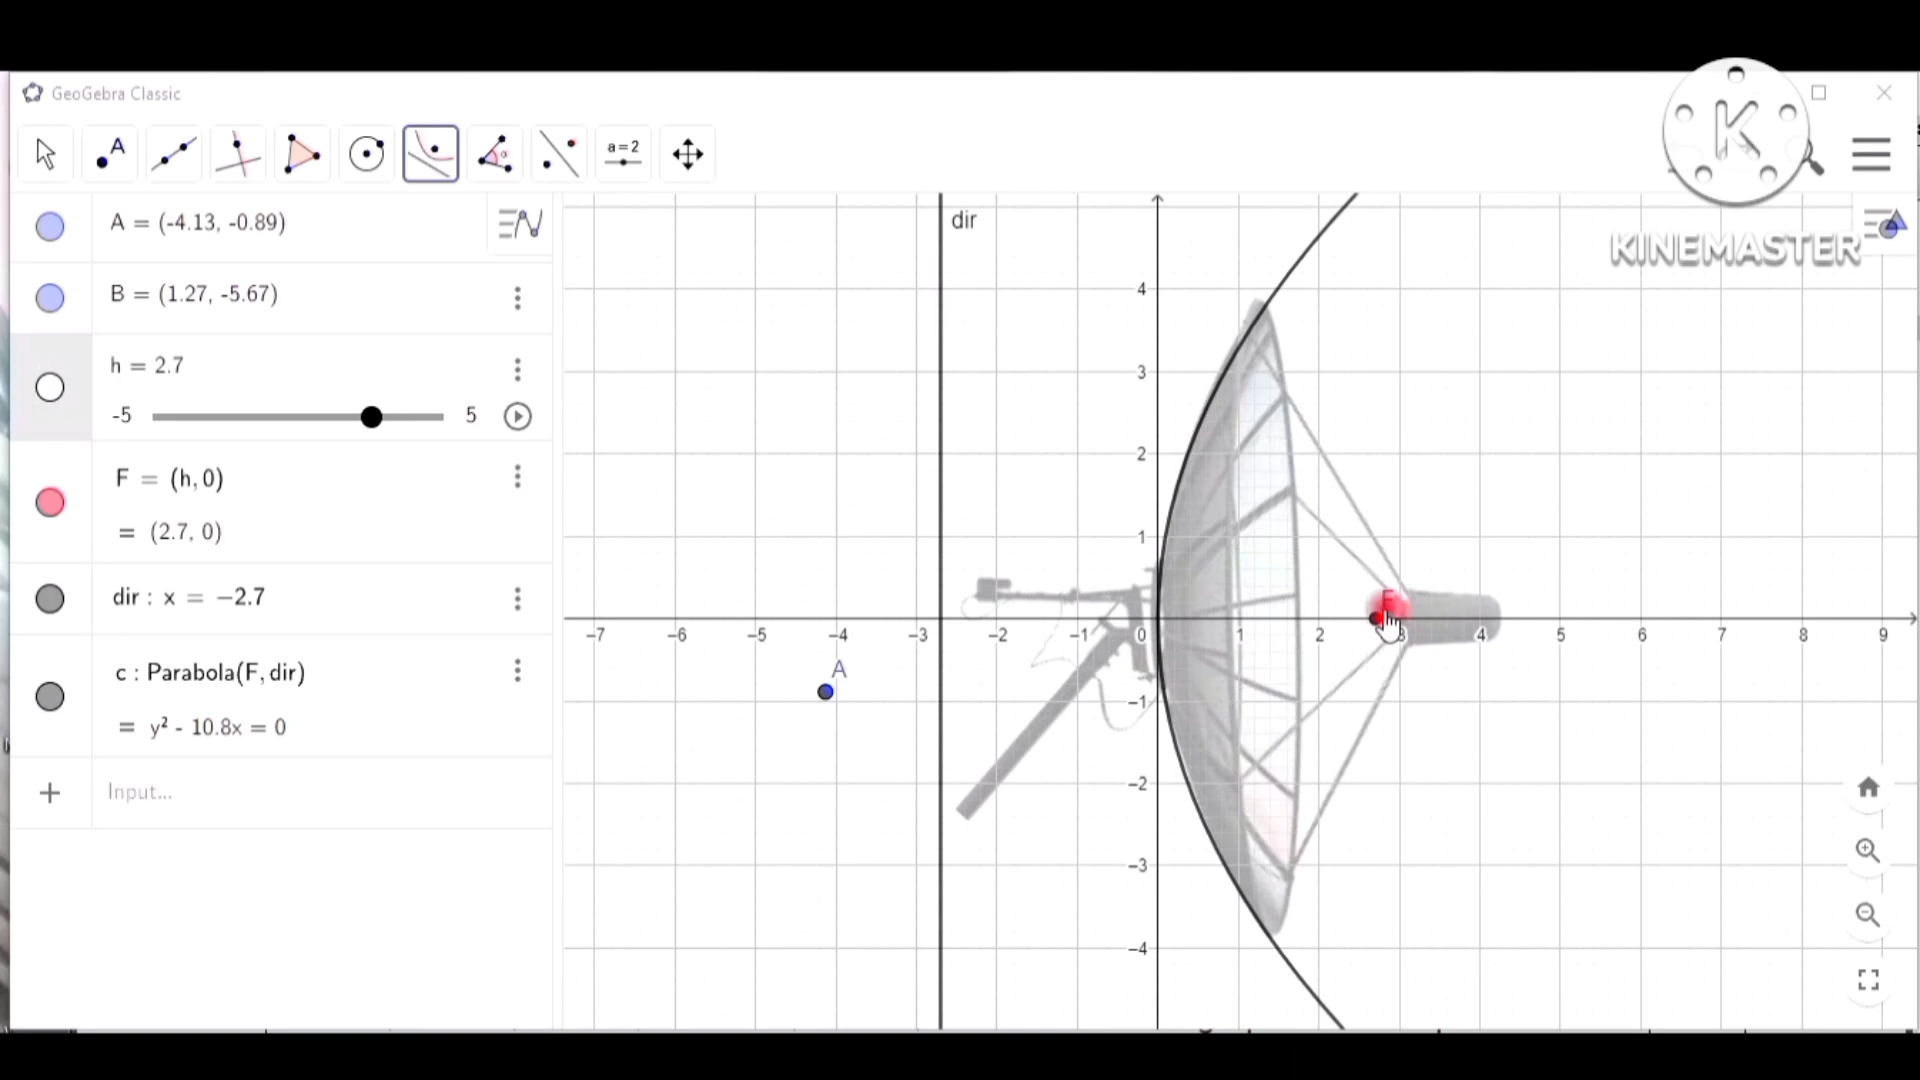 GeoGebra Classic
A
a = 2
A = (-4.13, -0.89)
B = (1.27, -5.67)
h = 2.7
-5
5
F = (h, 0)
= (2.7, 0)
dir : x = −2.7
c : Parabola(F, dir)
= y² - 10.8x = 0
+ Input...
dir
4
3
2
1
−7 −6 −5 −4 −3 −2 −1 0 1 2 3 4 5 6 7 8 9
−1
−2
−3
−4
A
F
K
KINEMASTER